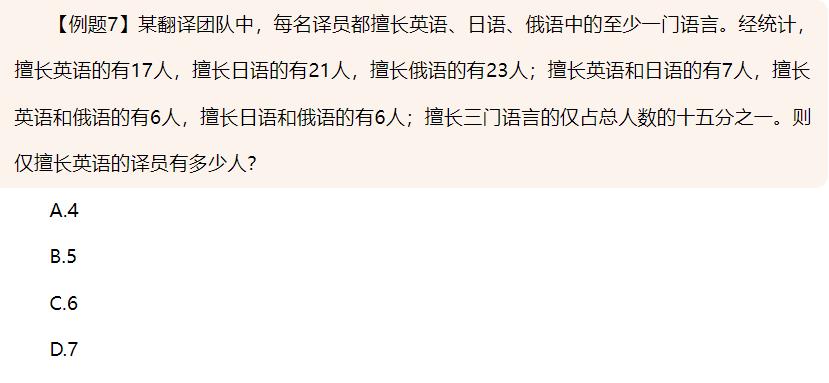 【例题7】某翻译团队中，每名译员都擅长英语、日语、俄语中的至少一门语言。经统计，
擅长英语的有17人，擅长日语的有21人，擅长俄语的有23人；擅长英语和日语的有7人，擅长
英语和俄语的有6人，擅长日语和俄语的有6人；擅长三门语言的仅占总人数的十五分之一。则
仅擅长英语的译员有多少人？
A.4
B.5
C.6
D.7